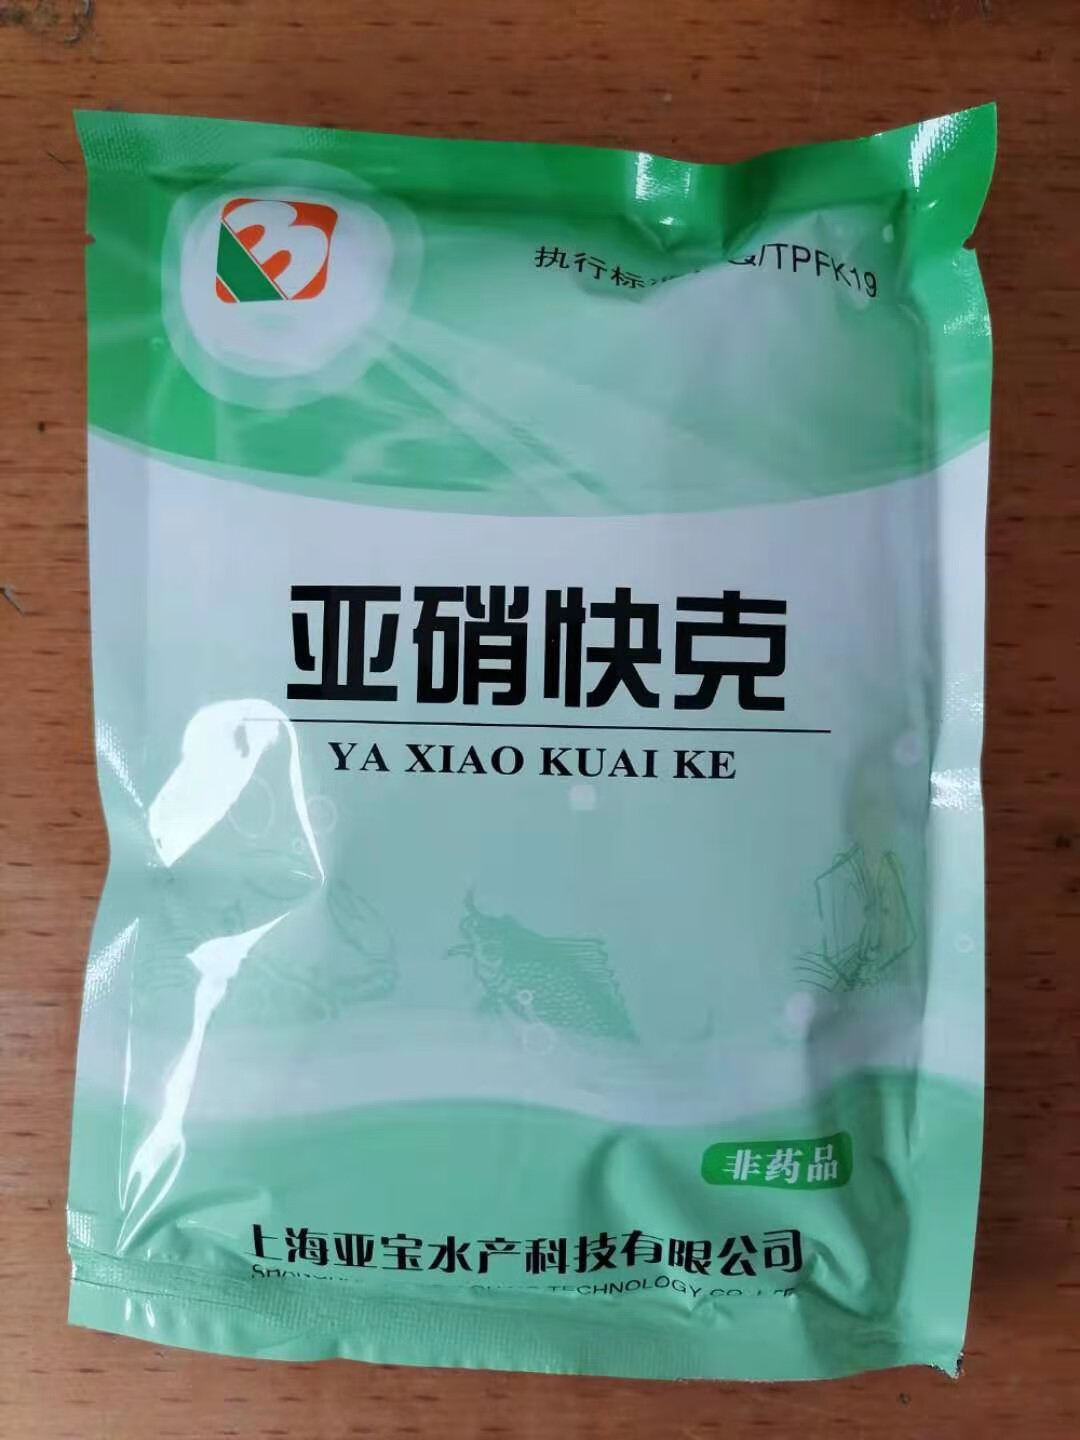 执行标
Q/TPFK19
亚硝快克
YA XIAO KUAI KE
非药品
上海亚宝水产科技有限公司
TECHNOLOGY CO